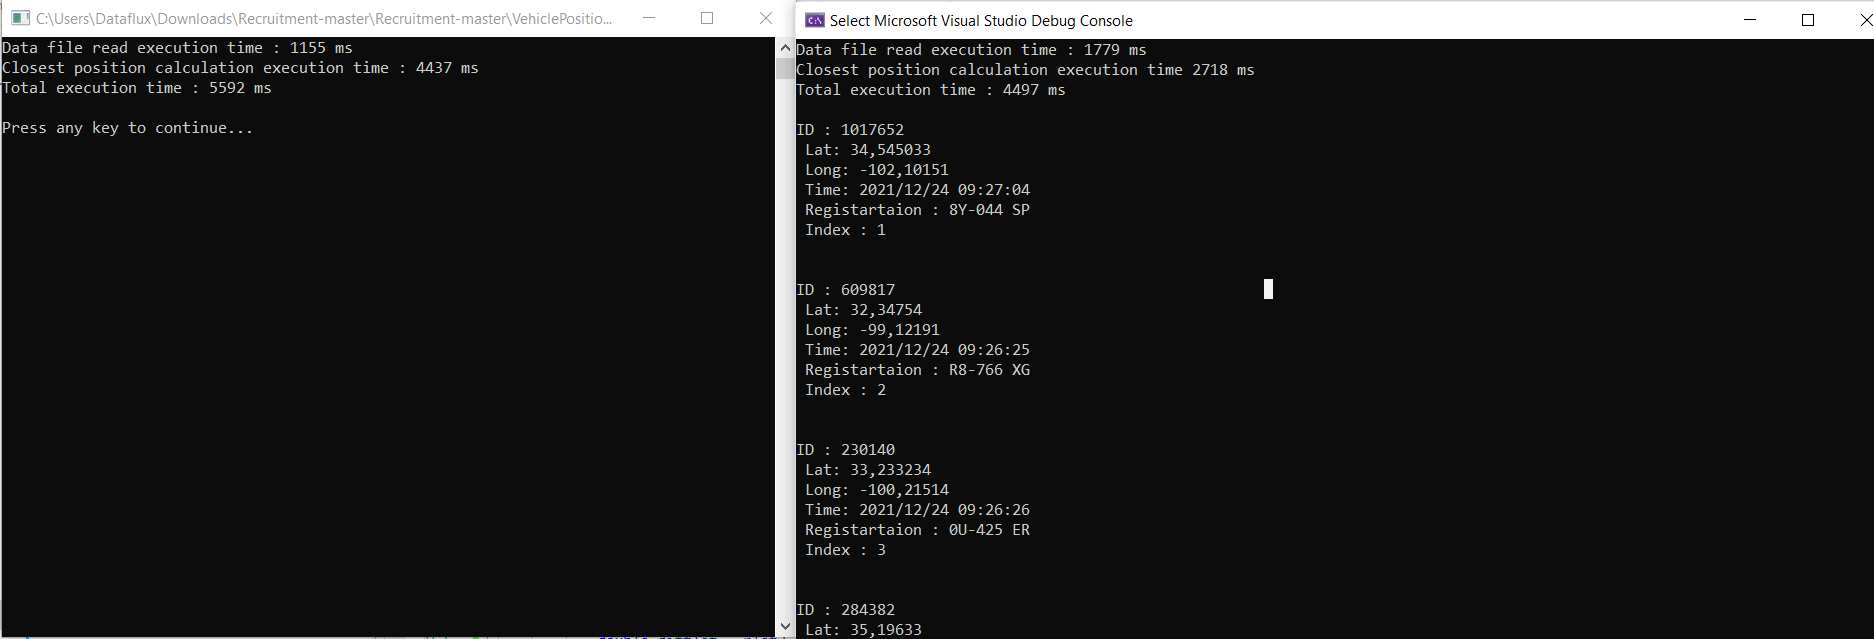 C:\Users\Dataflux\Downloads\Recruitment-master\Recruitment-master\VehiclePositio...
Data file read execution time : 1155 ms
Closest position calculation execution time : 4437 ms
Total execution time : 5592 ms
Press any key to continue...
Select Microsoft Visual Studio Debug Console
Data file read execution time : 1779 ms
Closest position calculation execution time 2718 ms
Total execution time : 4497 ms
ID : 1017652
Lat: 34,545033
Long: -102,10151
Time: 2021/12/24 09:27:04
Registartaion : 8Y-044 SP
Index : 1
ID : 609817
Lat: 32,34754
Long: -99,12191
Time: 2021/12/24 09:26:25
Registartaion : R8-766 XG
Index : 2
ID : 230140
Lat: 33,233234
Long: -100,21514
Time: 2021/12/24 09:26:26
Registartaion : 0U-425 ER
Index : 3
ID : 284382
Lat: 35,19633